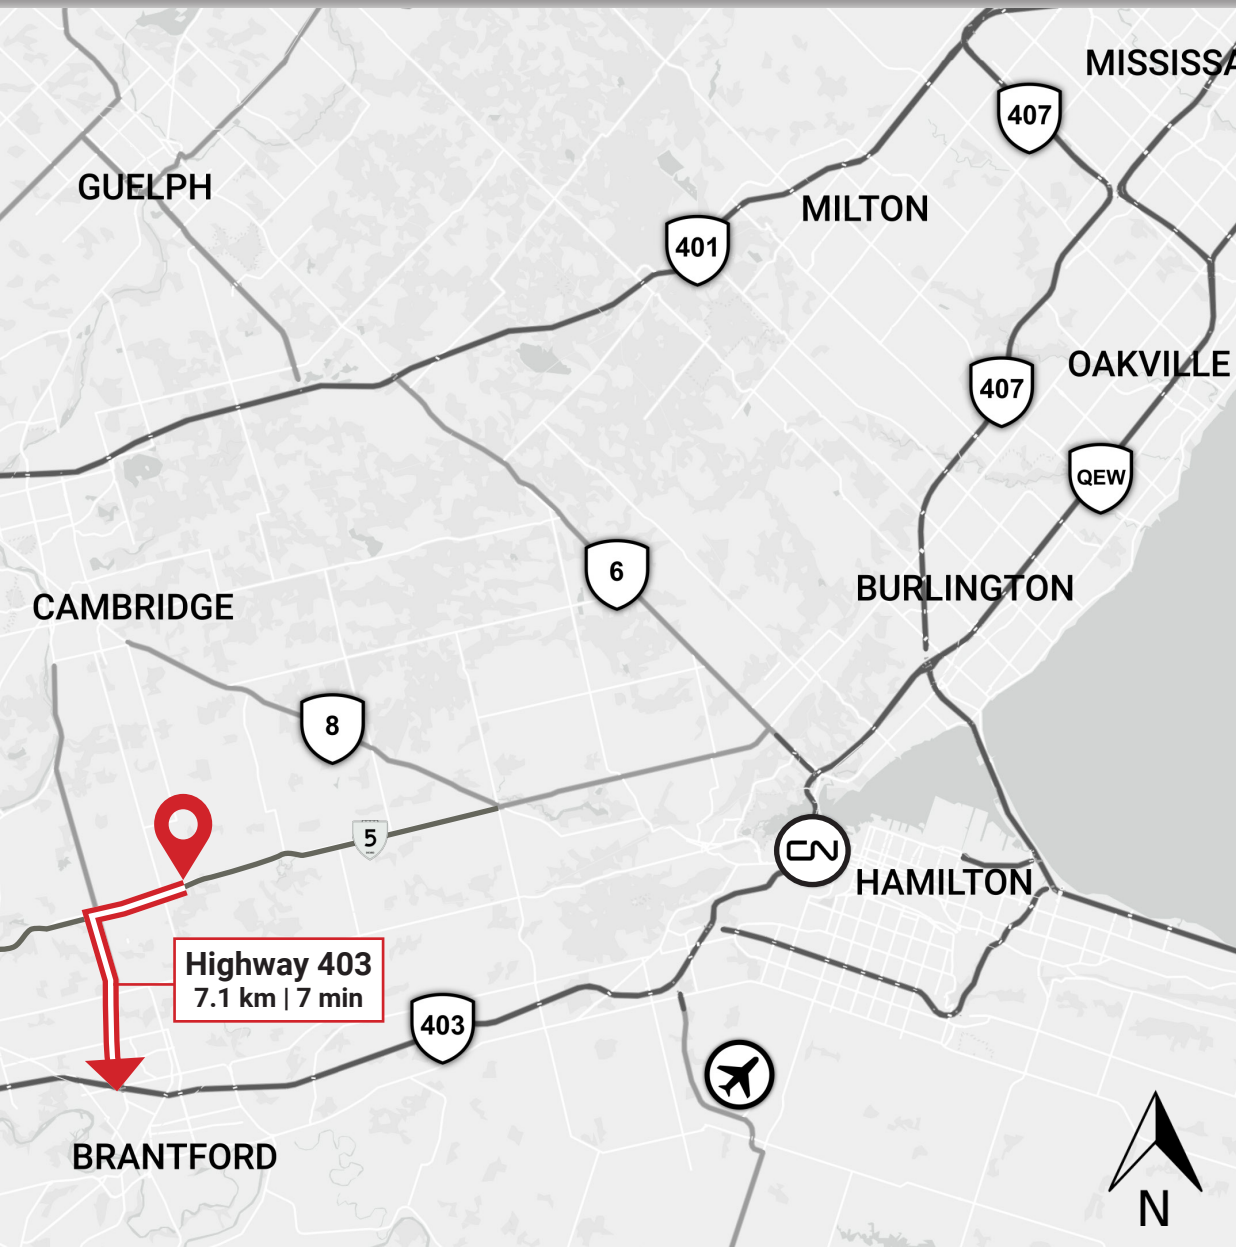 MISSISSA
407
GUELPH
MILTON
401
OAKVILLE
407
QEW
6
BURLINGTON
CAMBRIDGE
8
5
CN
HAMILTON
Highway 403
7.1 km | 7 min
403
BRANTFORD
N